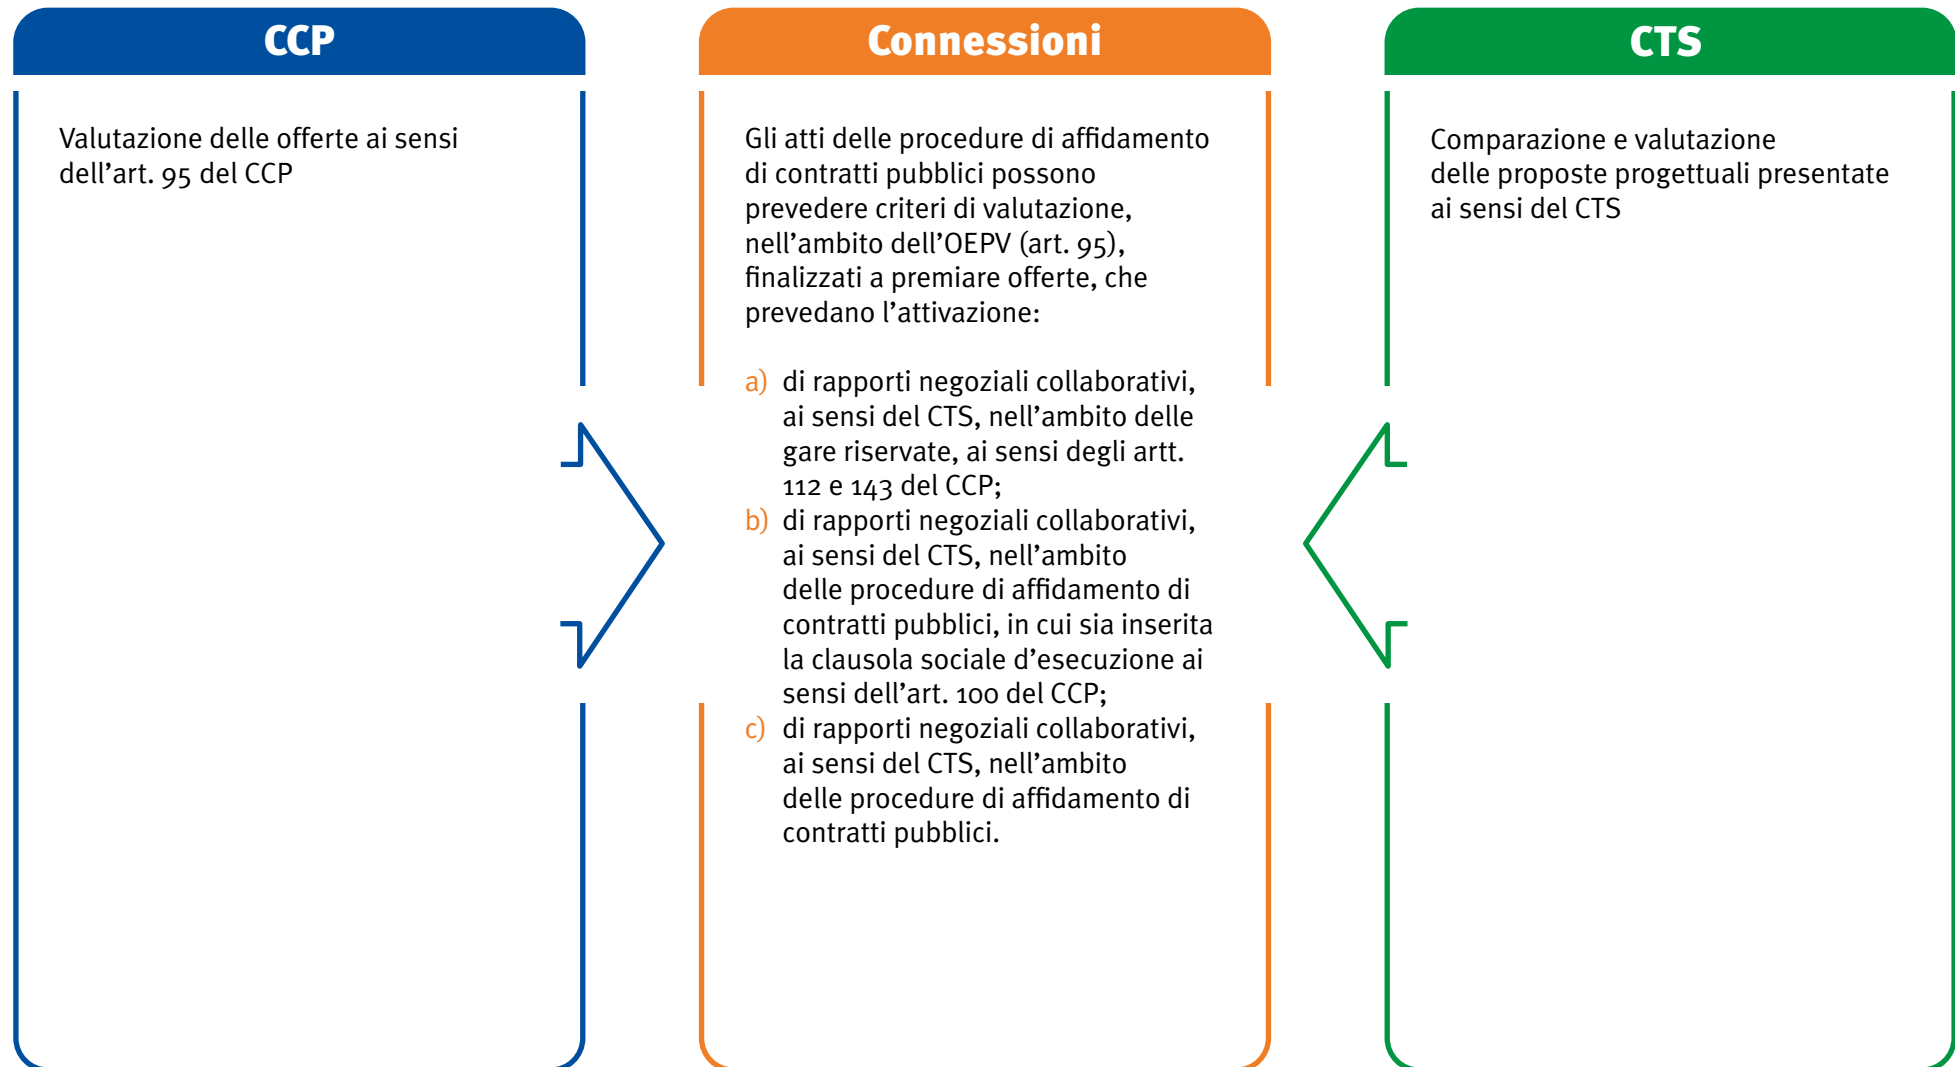 CCP
Valutazione delle offerte ai sensi
dell’art. 95 del CCP
Connessioni
Gli atti delle procedure di affidamento
di contratti pubblici possono
prevedere criteri di valutazione,
nell’ambito dell’OEPV (art. 95),
finalizzati a premiare offerte, che
prevedano l’attivazione:
a) di rapporti negoziali collaborativi,
ai sensi del CTS, nell’ambito delle
gare riservate, ai sensi degli artt.
112 e 143 del CCP;
b) di rapporti negoziali collaborativi,
ai sensi del CTS, nell’ambito
delle procedure di affidamento di
contratti pubblici, in cui sia inserita
la clausola sociale d’esecuzione ai
sensi dell’art. 100 del CCP;
c) di rapporti negoziali collaborativi,
ai sensi del CTS, nell’ambito
delle procedure di affidamento di
contratti pubblici.
CTS
Comparazione e valutazione
delle proposte progettuali presentate
ai sensi del CTS